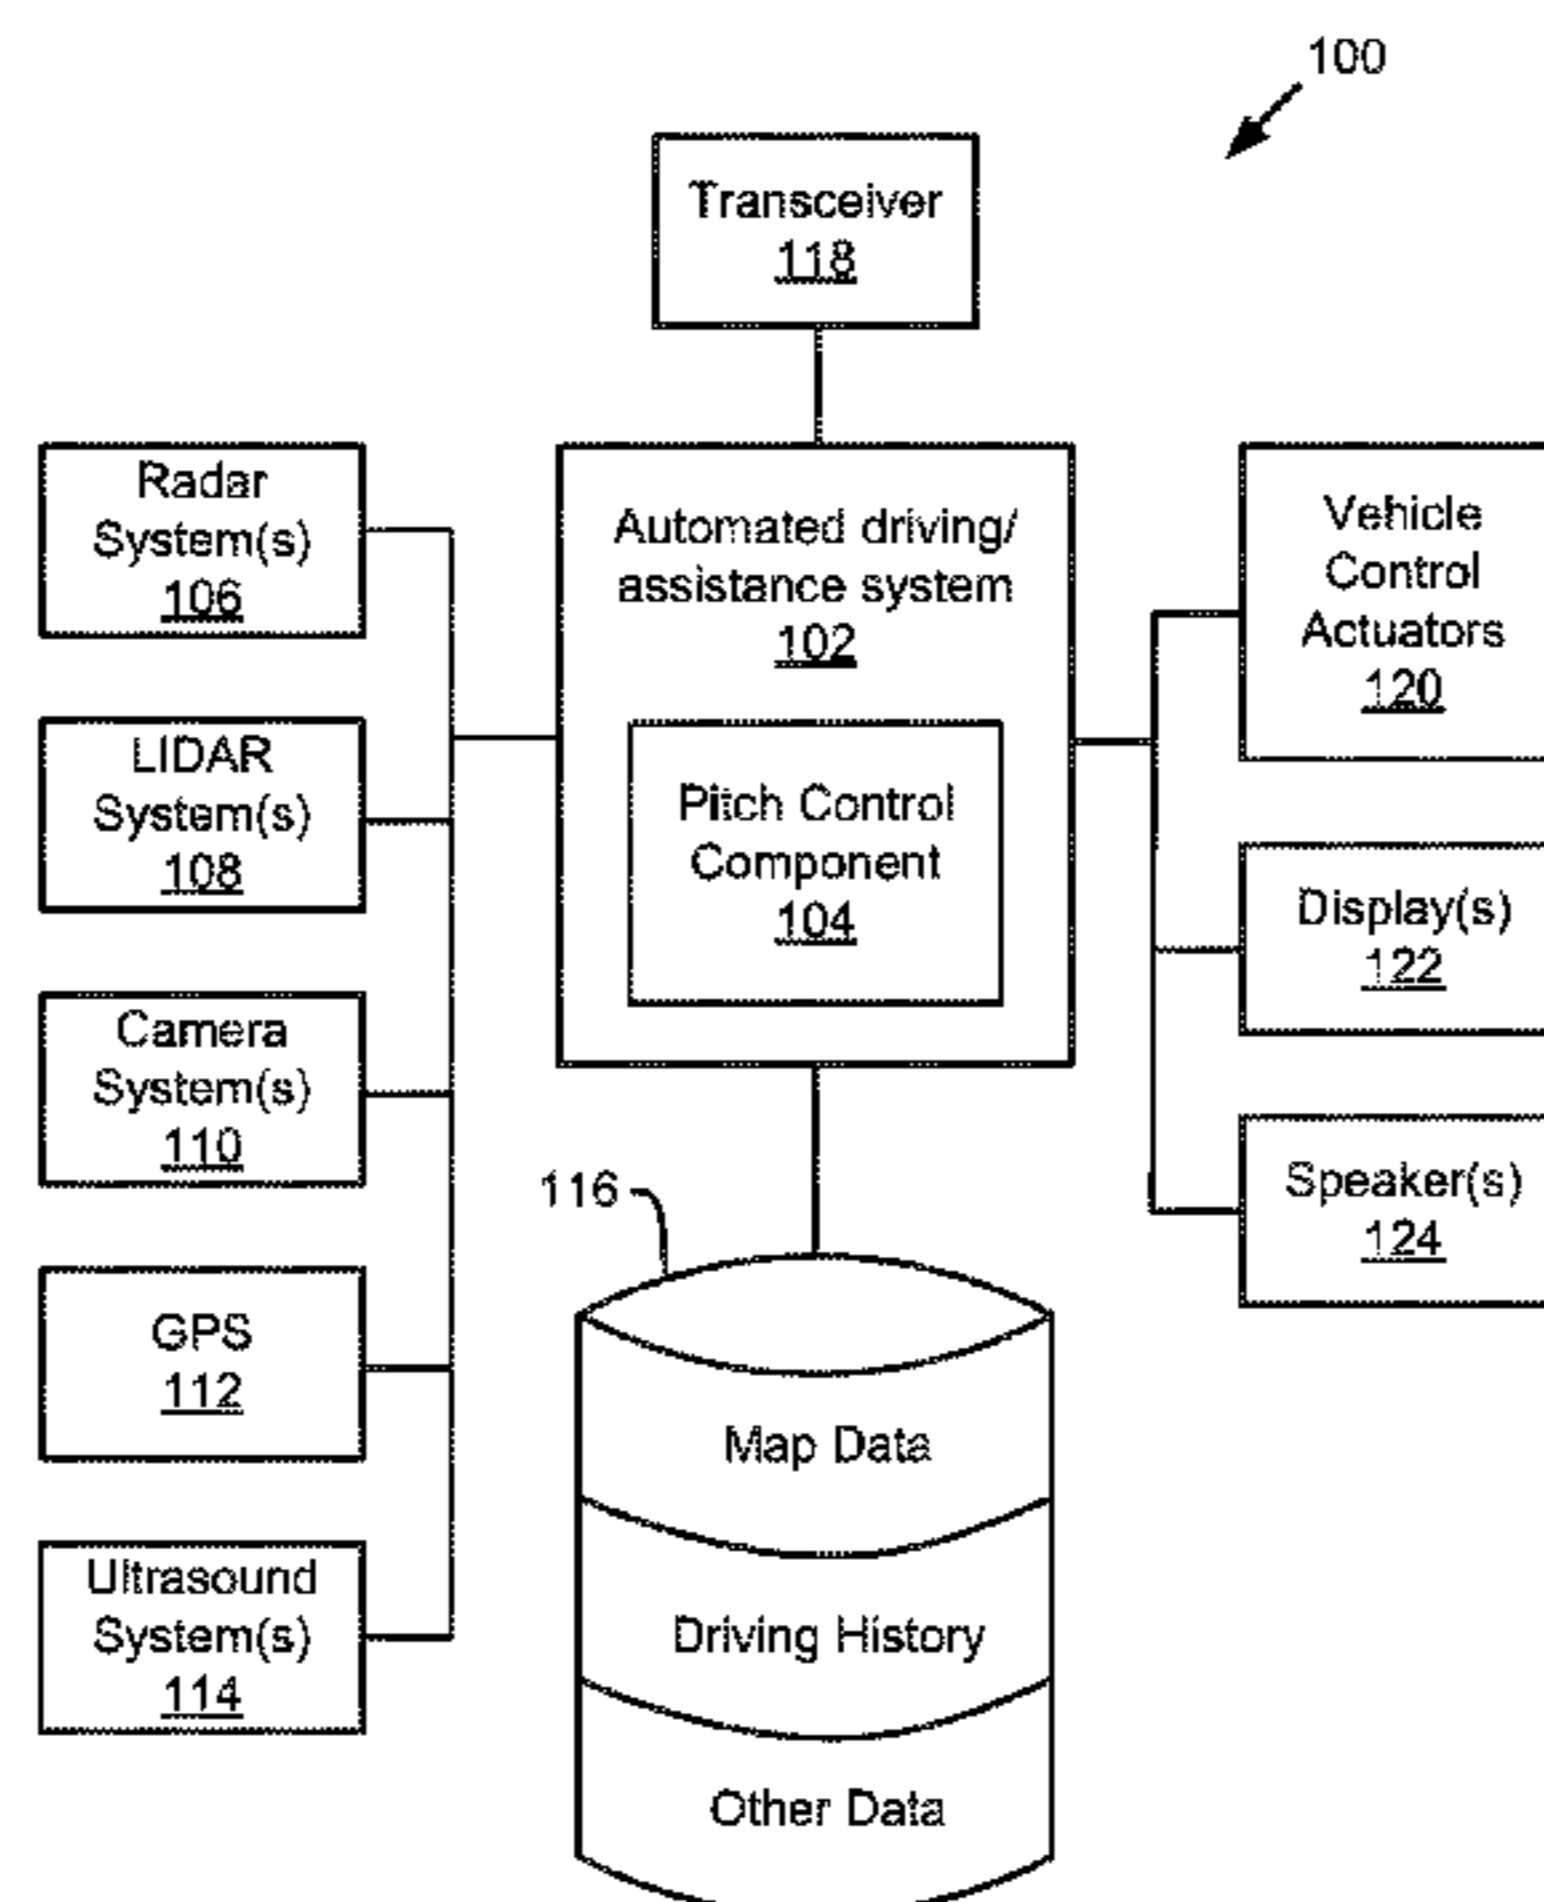 100
Transceiver
118
Radar
System(s)
106
LIDAR
System(s)
108
Camera
System(s)
110
GPS
112
Ultrasound
System(s)
114
Automated driving/
assistance system
102
Pitch Control
Component
104
116
Map Data
Driving History
Other Data
Vehicle
Control
Actuators
120
Display(s)
122
Speaker(s)
124